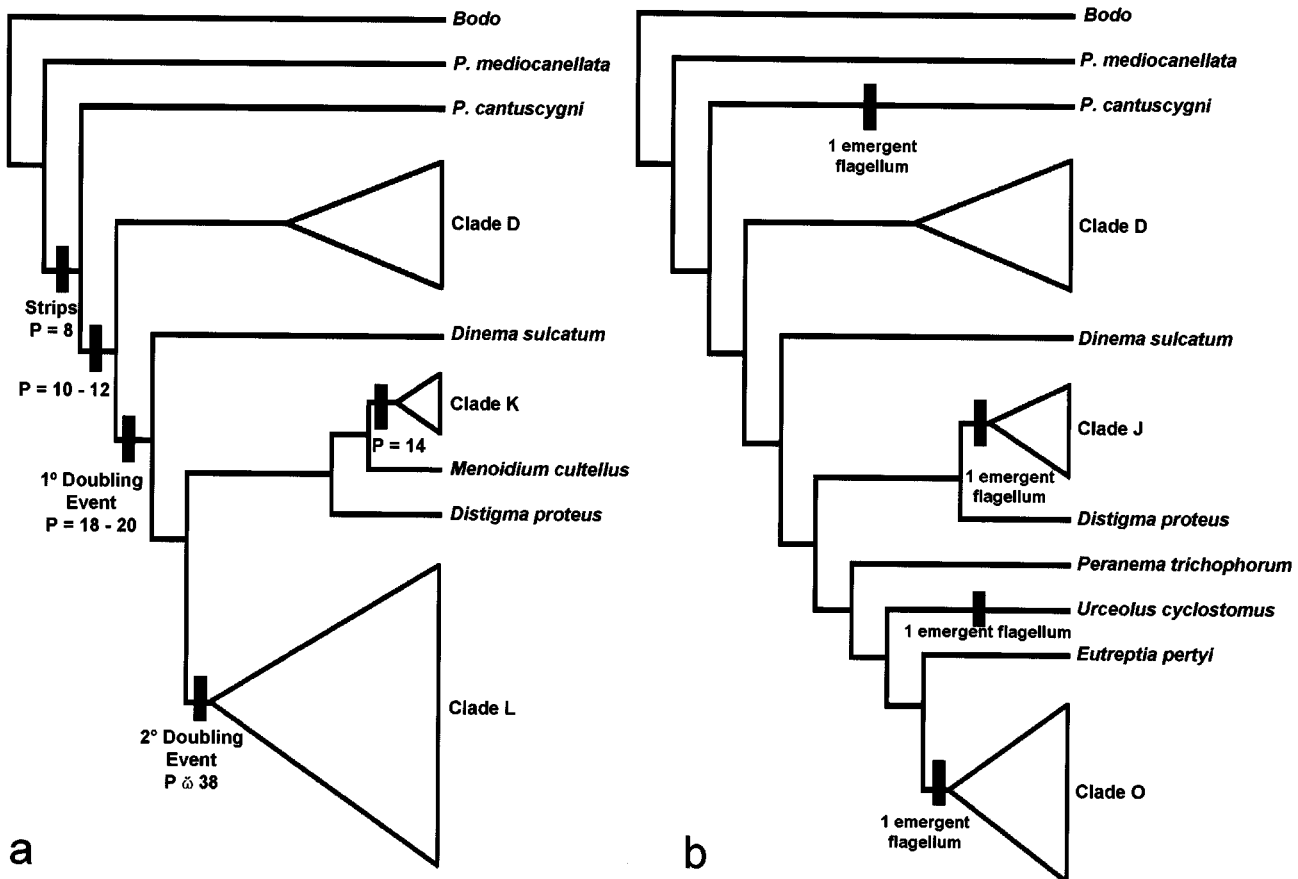 Bodo
P. mediocanellata
P. cantuscygni
Clade D
Strips
P = 8
Dinema sulcatum
P = 10 - 12
Clade K
P = 14
1º Doubling
Event
P = 18 - 20
Menoidium cultellus
Distigma proteus
Clade L
2° Doubling
Event
P ω̆ 38
a
Bodo
P. mediocanellata
P. cantuscygni
1 emergent
flagellum
Clade D
Dinema sulcatum
Clade J
1 emergent
flagellum
Distigma proteus
Peranema trichophorum
Urceolus cyclostomus
1 emergent flagellum
Eutreptia pertyi
Clade O
1 emergent
flagellum
b